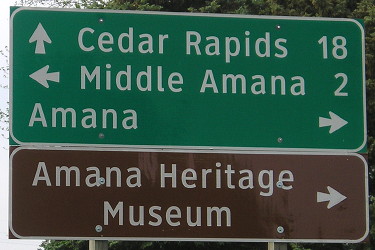 Cedar Rapids 18
Middle Amana 2
Amana
Amana Heritage
Museum